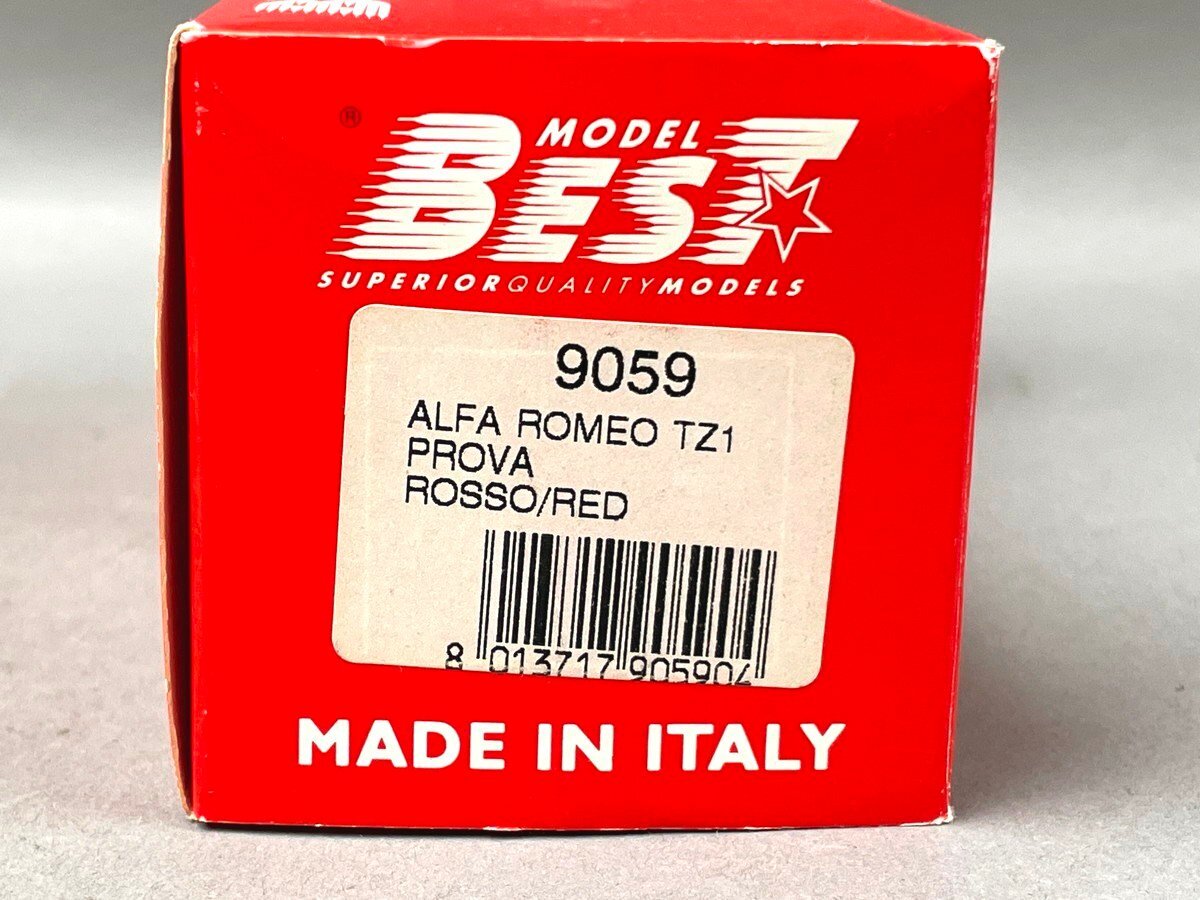 ®
MODEL
BEST
SUPERIORQUALITYMODELS
9059
ALFA ROMEO TZ1
PROVA
ROSSO/RED
8 013717 905904
MADE IN ITALY